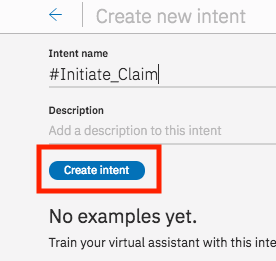 Create new intent
Intent name
#Initiate_Claim
Description
Add a description to this intent
Create intent
No examples yet.
Train your virtual assistant with this inte